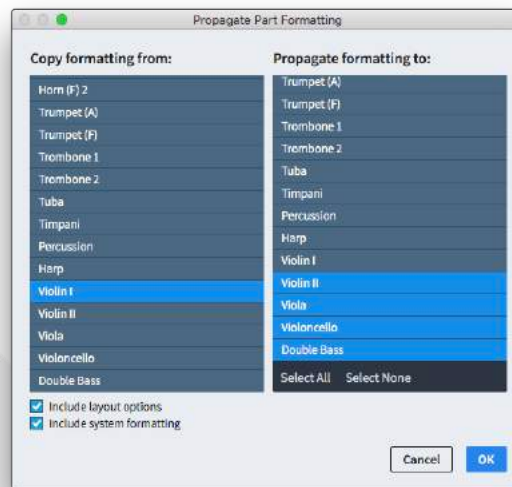 Propagate Part Formatting
Copy formatting from:
Horn (F) 2
Trumpet (A)
Trumpet (F)
Trombone 1
Trombone 2
Tuba
Timpani
Percussion
Harp
Violin I
Violin II
Viola
Violoncello
Double Bass
Include layout options
Include system formatting
Propagate formatting to:
Trumpet (A)
Trumpet (F)
Trombone 1
Trombone 2
Tuba
Timpani
Percussion
Harp
Violin I
Violin II
Viola
Violoncello
Double Bass
Select All Select None
Cancel OK